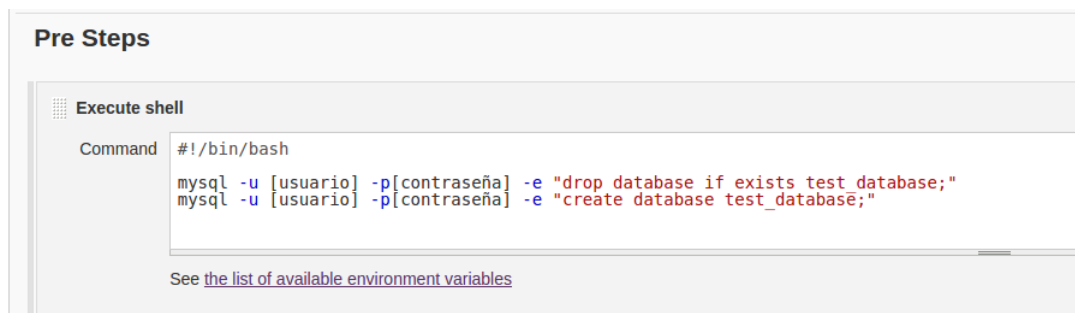 Pre Steps
Execute shell
Command
#!/bin/bash
mysql -u [usuario] -p[contraseña] -e "drop database if exists test_database;"
mysql -u [usuario] -p[contraseña] -e "create database test_database;"
See the list of available environment variables